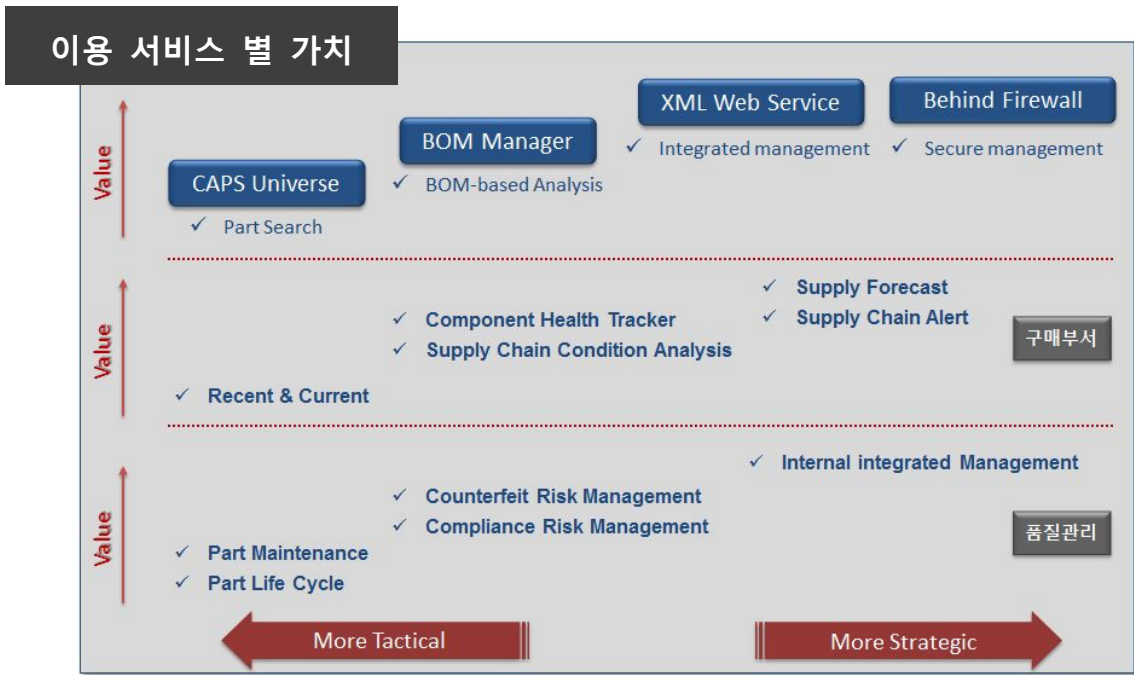 이용 서비스 별 가치
Value
CAPS Universe
✓ Part Search
BOM Manager
✓ BOM-based Analysis
XML Web Service
✓ Integrated management
Behind Firewall
✓ Secure management
Value
✓ Recent & Current
✓ Component Health Tracker
✓ Supply Chain Condition Analysis
✓ Supply Forecast
✓ Supply Chain Alert
구매부서
Value
✓ Part Maintenance
✓ Part Life Cycle
✓ Counterfeit Risk Management
✓ Compliance Risk Management
✓ Internal integrated Management
품질관리
More Tactical
More Strategic